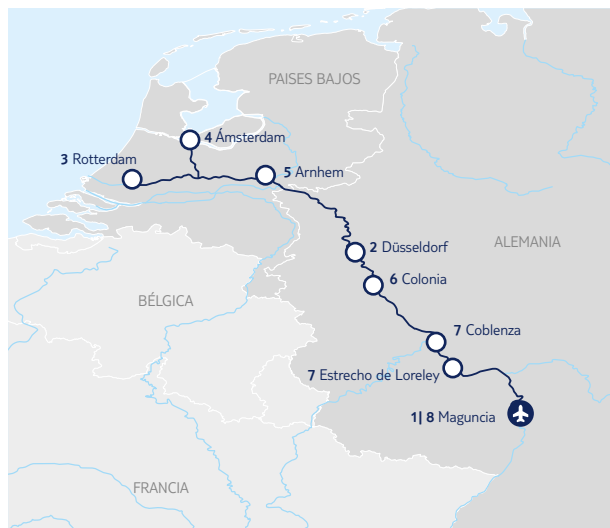 PAISES BAJOS
4 Ámsterdam
3 Rotterdam
5 Arnhem
2 Düsseldorf
ALEMANIA
6 Colonia
BÉLGICA
7 Coblenza
7 Estrecho de Loreley
1| 8 Maguncia
FRANCIA